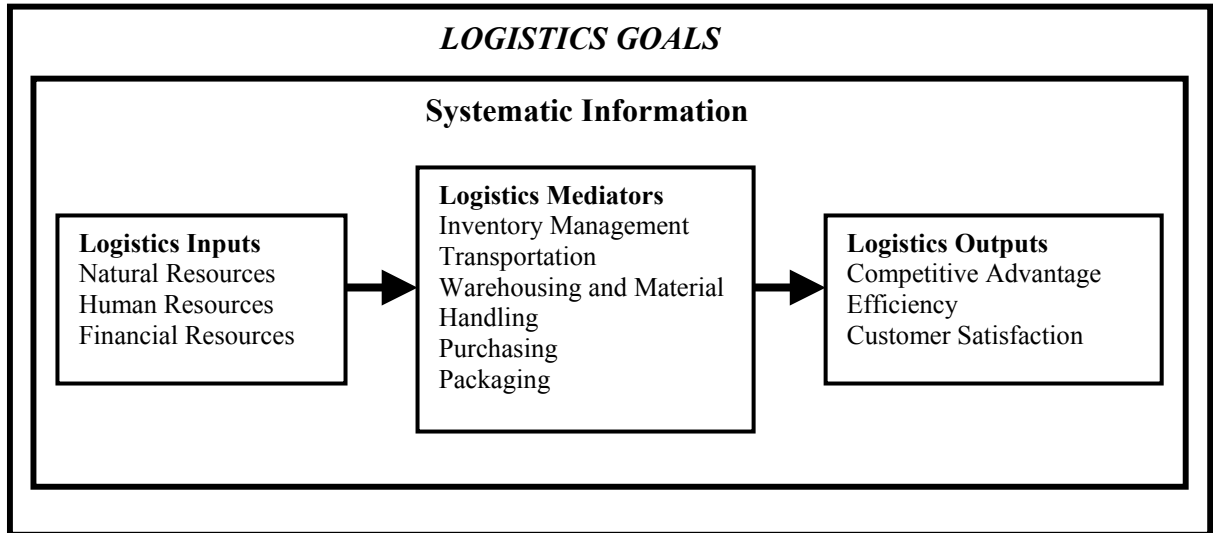 LOGISTICS GOALS
Systematic Information
Logistics Inputs
Natural Resources
Human Resources
Financial Resources
Logistics Mediators
Inventory Management
Transportation
Warehousing and Material
Handling
Purchasing
Packaging
Logistics Outputs
Competitive Advantage
Efficiency
Customer Satisfaction